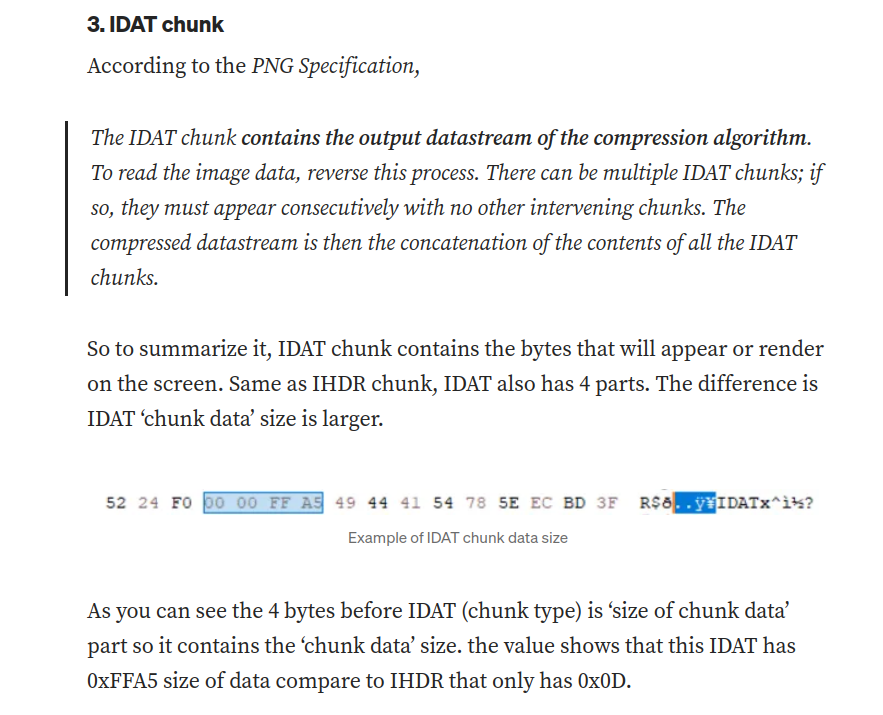 3. IDAT chunk
According to the PNG Specification,
The IDAT chunk contains the output datastream of the compression algorithm.
To read the image data, reverse this process. There can be multiple IDAT chunks; if
so, they must appear consecutively with no other intervening chunks. The
compressed datastream is then the concatenation of the contents of all the IDAT
chunks.
So to summarize it, IDAT chunk contains the bytes that will appear or render
on the screen. Same as IHDR chunk, IDAT also has 4 parts. The difference is
IDAT ‘chunk data’ size is larger.
52 24 F0 00 00 FF A5 49 44 41 54 78 5E EC BD 3F R$ð..ÿ¥IDATx^ì½?
Example of IDAT chunk data size
As you can see the 4 bytes before IDAT (chunk type) is ‘size of chunk data’
part so it contains the ‘chunk data’ size. the value shows that this IDAT has
0xFFA5 size of data compare to IHDR that only has 0x0D.